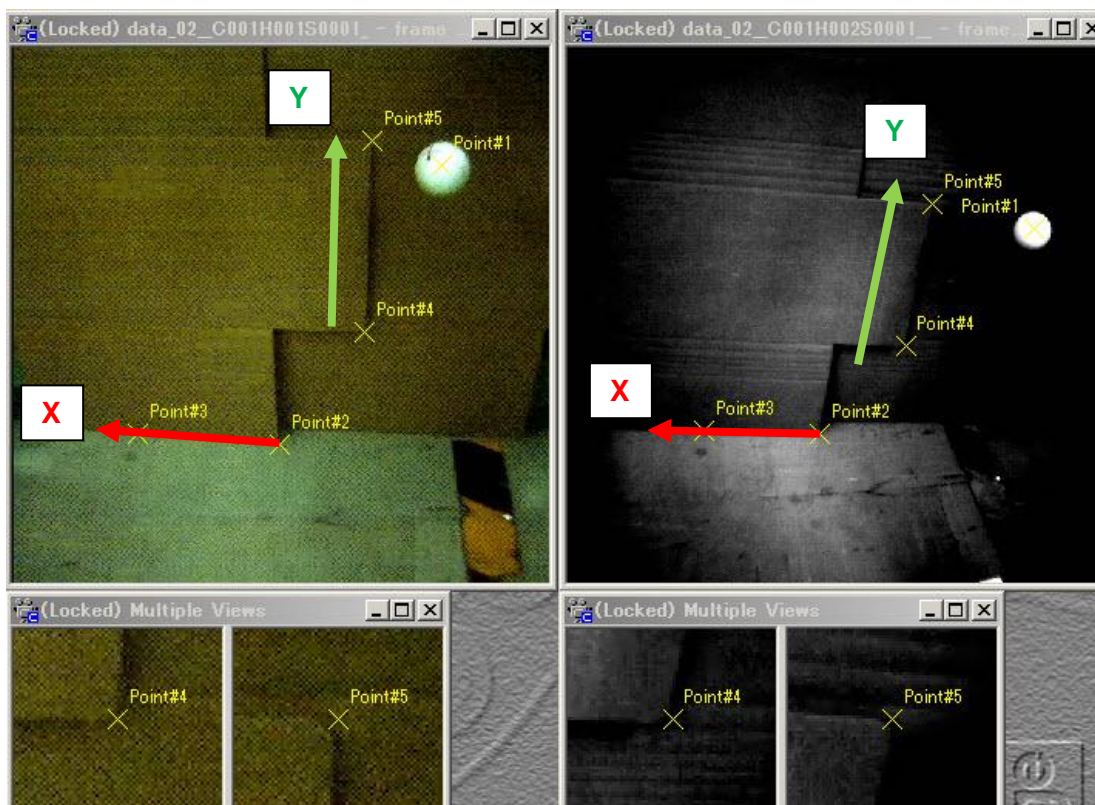 (Locked) data_02__C001H001S0001_ - frame
(Locked) data_02__C001H002S0001__ - frame
Y
Point#5
Point#1
Point#4
X
Point#3
Point#2
Y
Point#5
Point#1
Point#4
X
Point#3
Point#2
(Locked) Multiple Views
Point#4
Point#5
(Locked) Multiple Views
Point#4
Point#5